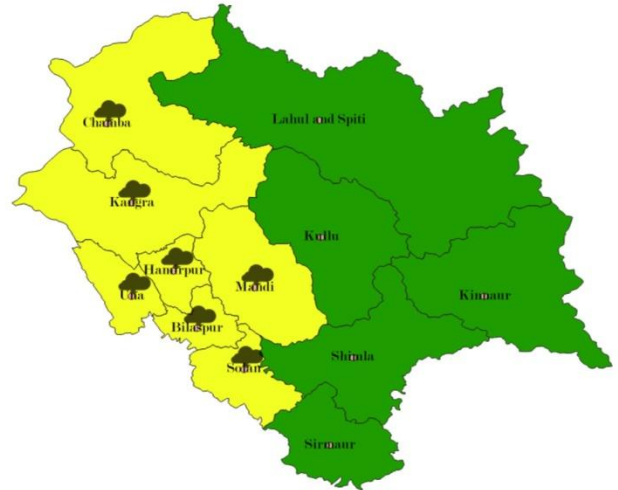 Chamba
Lahul and Spiti
Kangra
Kullu
Hamirpur
Mandi
Una
Kinnaur
Bilaspur
Shimla
Solan
Sirmaur